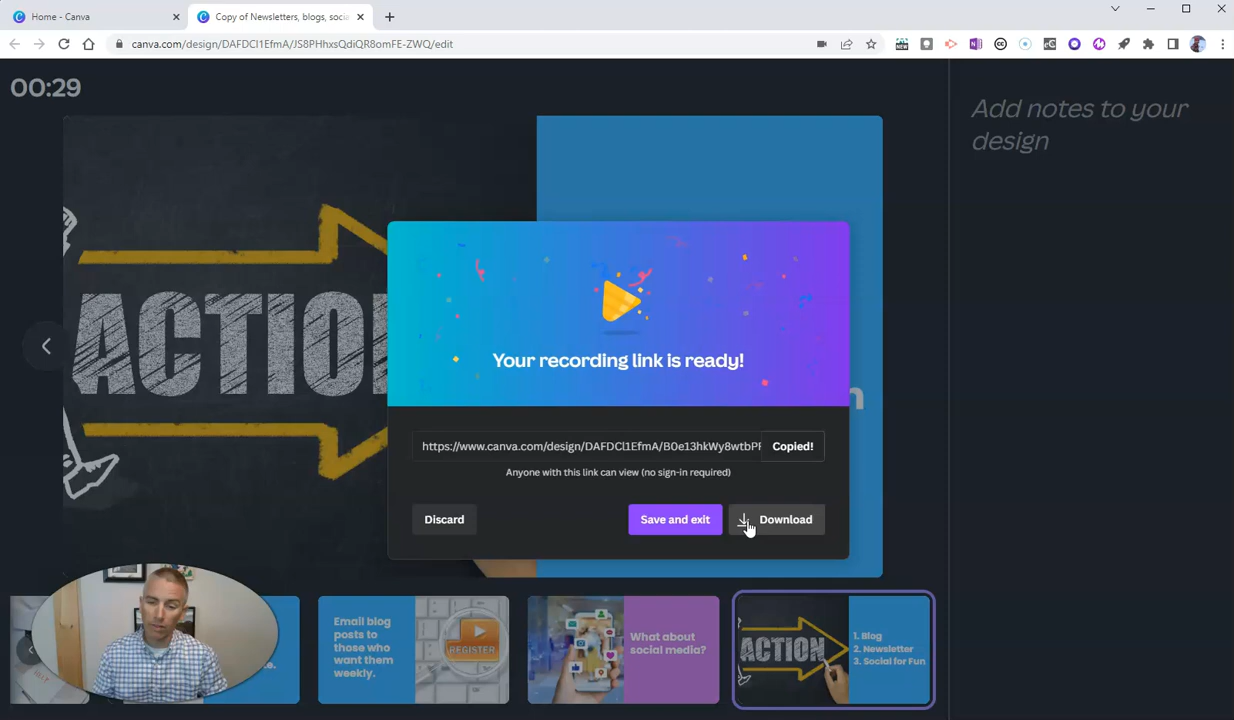 Home - Canva
Copy of Newsletters, blogs, socia
canva.com/design/DAFDCl1EfmA/JS8PHhxsQdiQR8omFE-ZWQ/edit
00:29
Add notes to your
design
ACTION
Your recording link is ready!
https://www.canva.com/design/DAFDCl1EfmA/B0e13hkWy8wtbPF
Copied!
Anyone with this link can view (no sign-in required)
Discard
Save and exit
Download
Email blog
posts to
those who
want them
weekly.
REGISTER
What about
social media?
ACTION
1. Blog
2. Newsletter
3. Social for Fun